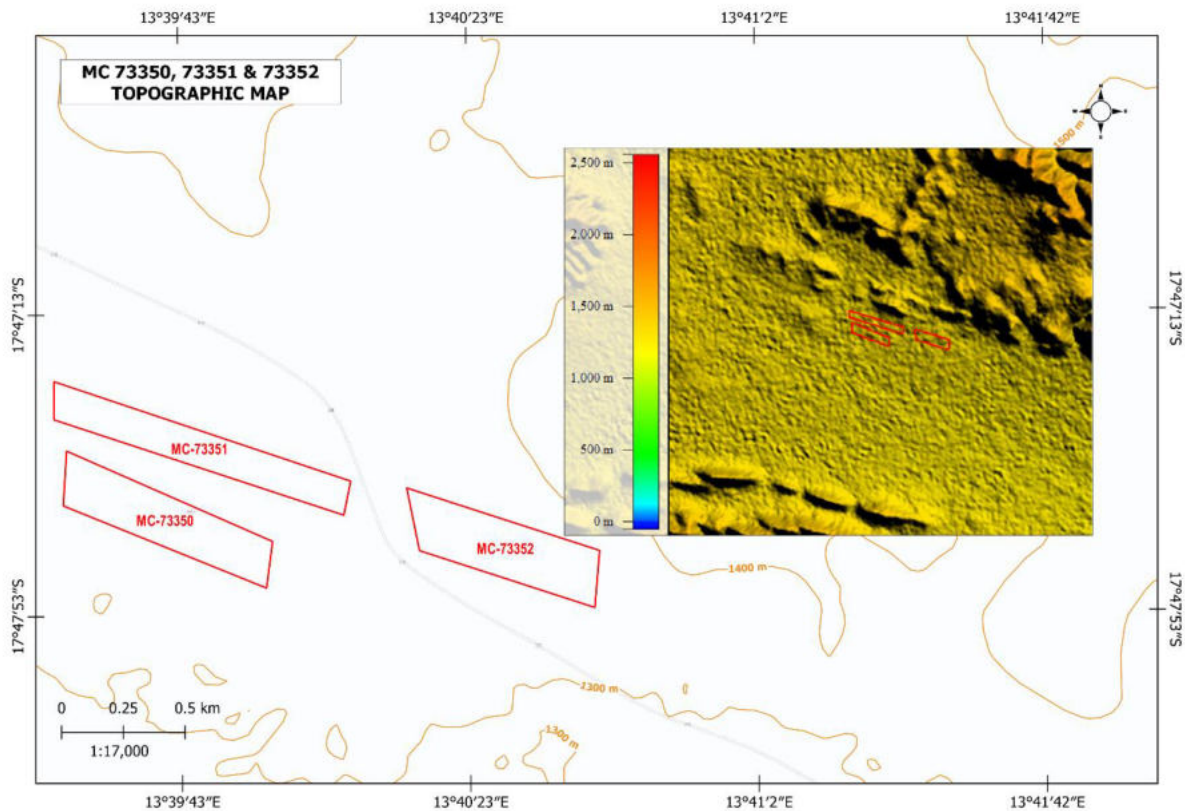 13°39'43"E
13°40'23"E
13°41'2"E
13°41'42"E
MC 73350, 73351 & 73352
TOPOGRAPHIC MAP
1500 m
2,500 m
2,000 m
1,500 m
1,000 m
500 m
0 m
17°47'13"S
17°47'13"S
MC-73351
MC-73350
MC-73352
1400 m
17°47'53"S
17°47'53"S
1300 m
1300 m
0 0.25 0.5 km
1:17,000
13°39'43"E
13°40'23"E
13°41'2"E
13°41'42"E